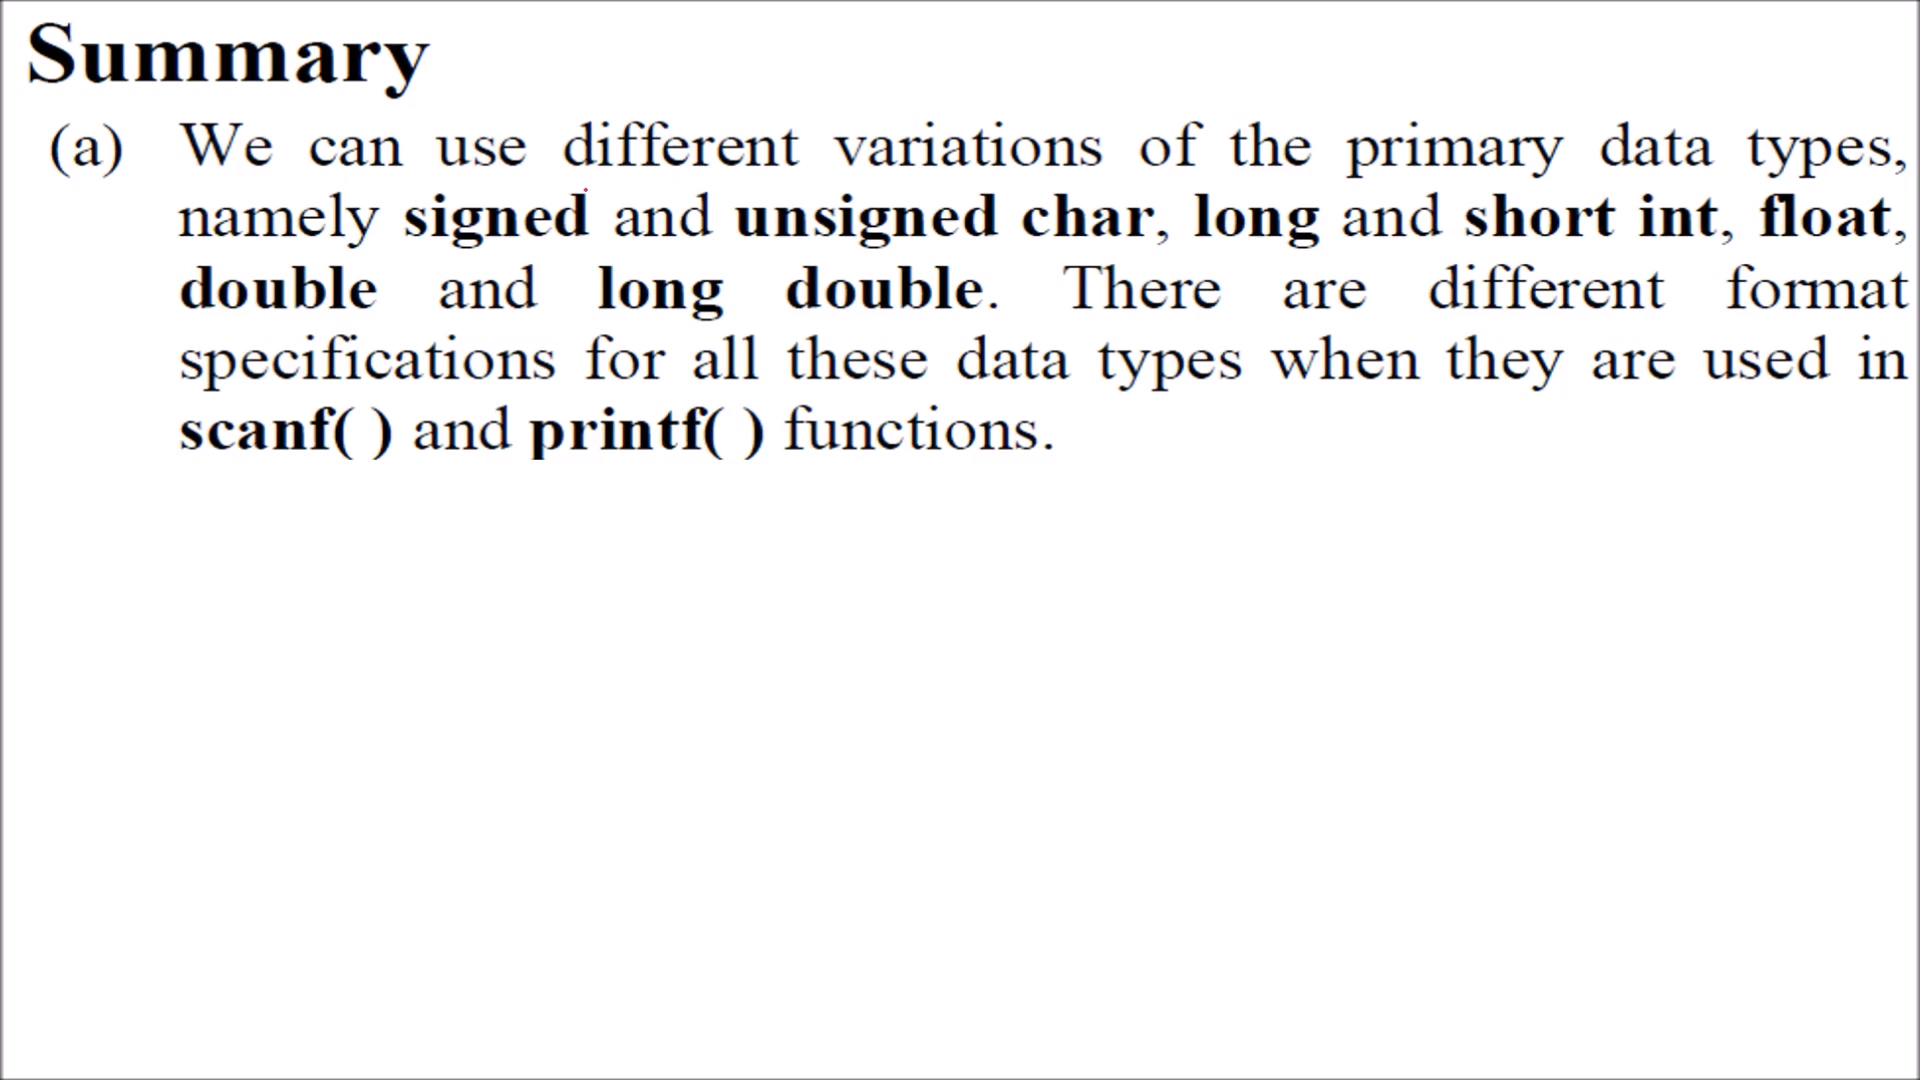 Summary
(a) We can use different variations of the primary data types,
namely signed and unsigned char, long and short int, float,
double and long double. There are different format
specifications for all these data types when they are used in
scanf( ) and printf( ) functions.